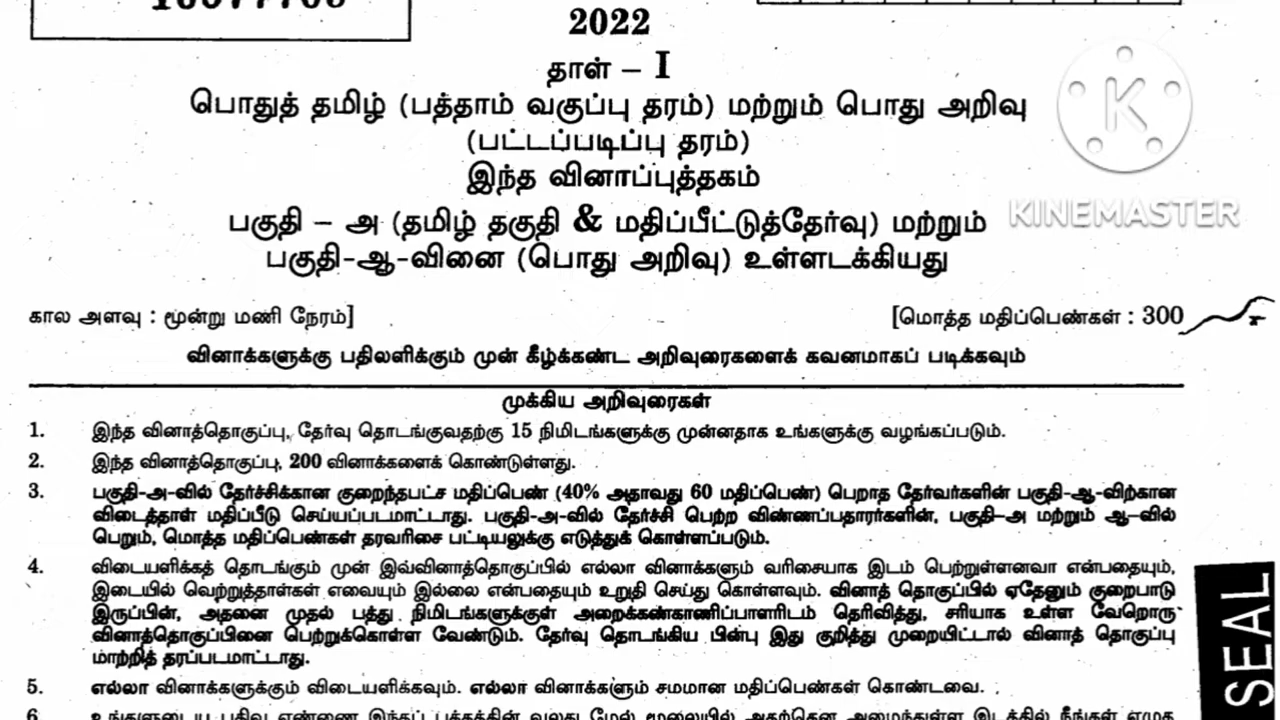 2022
தாள் – I
பொதுத் தமிழ் (பத்தாம் வகுப்பு தரம்) மற்றும் பொது அறிவு
(பட்டப்படிப்பு தரம்)
இந்த வினாப்புத்தகம்
பகுதி – அ (தமிழ் தகுதி & மதிப்பீட்டுத்தேர்வு) மற்றும்
பகுதி-ஆ-வினை (பொது அறிவு) உள்ளடக்கியது
கால அளவு : மூன்று மணி நேரம்] [மொத்த மதிப்பெண்கள் : 300
வினாக்களுக்கு பதிலளிக்கும் முன் கீழ்க்கண்ட அறிவுரைகளைக் கவனமாகப் படிக்கவும்
முக்கிய அறிவுரைகள்
1. இந்த வினாத்தொகுப்பு, தேர்வு தொடங்குவதற்கு 15 நிமிடங்களுக்கு முன்னதாக உங்களுக்கு வழங்கப்படும்.
2. இந்த வினாத்தொகுப்பு, 200 வினாக்களைக் கொண்டுள்ளது.
3. பகுதி-அ-வில் தேர்ச்சிக்கான குறைந்தபட்ச மதிப்பெண் (40% அதாவது 60 மதிப்பெண்) பெறாத தேர்வர்களின் பகுதி-ஆ-விற்கான
விடைத்தாள் மதிப்பீடு செய்யப்படமாட்டாது. பகுதி-அ-வில் தேர்ச்சி பெற்ற விண்ணப்பதாரர்களின், பகுதி–அ மற்றும் ஆ–வில்
பெறும், மொத்த மதிப்பெண்கள் தரவரிசை பட்டியலுக்கு எடுத்துக் கொள்ளப்படும்.
4. விடையளிக்கத் தொடங்கும் முன் இவ்வினாத்தொகுப்பில் எல்லா வினாக்களும் வரிசையாக இடம் பெற்றுள்ளனவா என்பதையும்,
இடையில் வெற்றுத்தாள்கள் எவையும் இல்லை என்பதையும் உறுதி செய்து கொள்ளவும். வினாத் தொகுப்பில் ஏதேனும் குறைபாடு
இருப்பின், அதனை முதல் பத்து நிமிடங்களுக்குள் அறைக்கண்காணிப்பாளரிடம் தெரிவித்து, சரியாக உள்ள வேறொரு
வினாத்தொகுப்பினை பெற்றுக்கொள்ள வேண்டும். தேர்வு தொடங்கிய பின்பு இது குறித்து முறையிட்டால் வினாத் தொகுப்பு
மாற்றித் தரப்படமாட்டாது.
5. எல்லா வினாக்களுக்கும் விடையளிக்கவும். எல்லா வினாக்களும் சமமான மதிப்பெண்கள் கொண்டவை.
KINEMASTER
SEAL